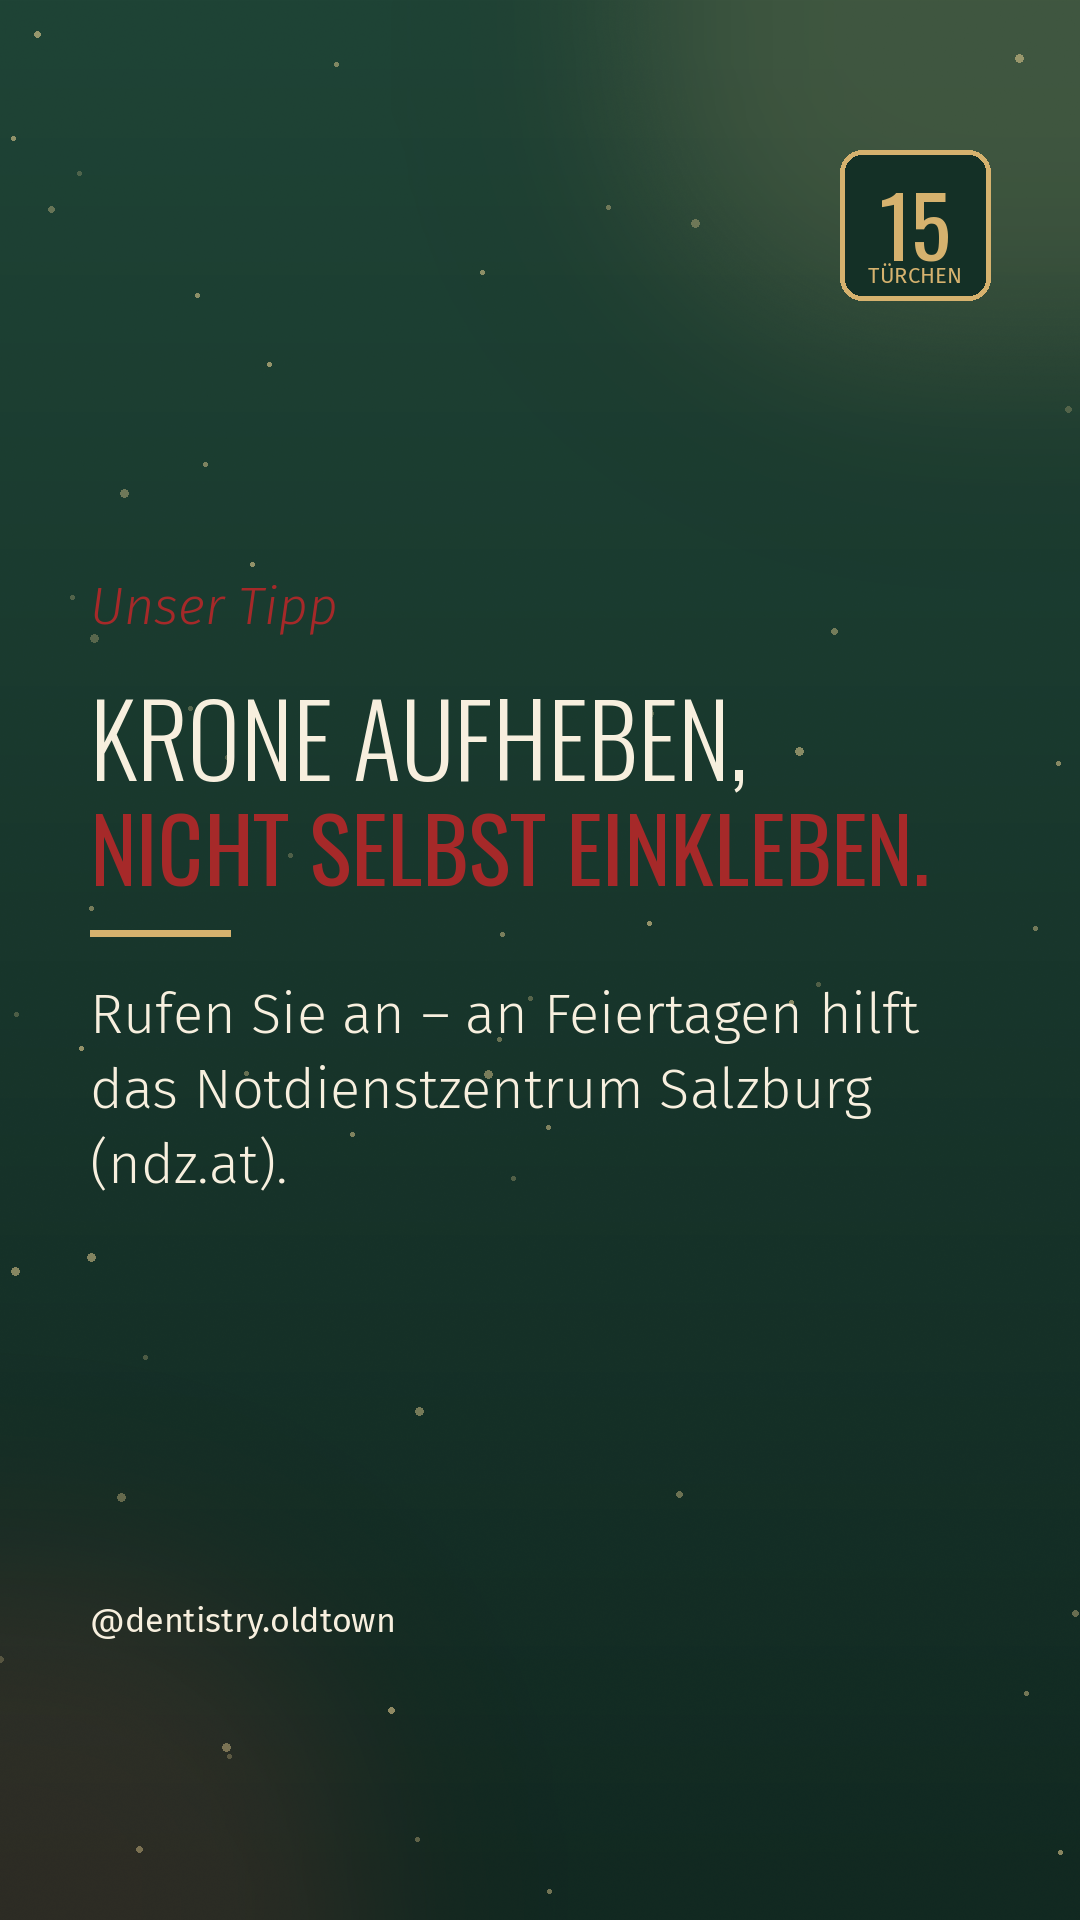 15
TÜRCHEN
Unser Tipp
KRONE AUFHEBEN,
NICHT SELBST EINKLEBEN.
Rufen Sie an – an Feiertagen hilft
das Notdienstzentrum Salzburg
(ndz.at).
@dentistry.oldtown